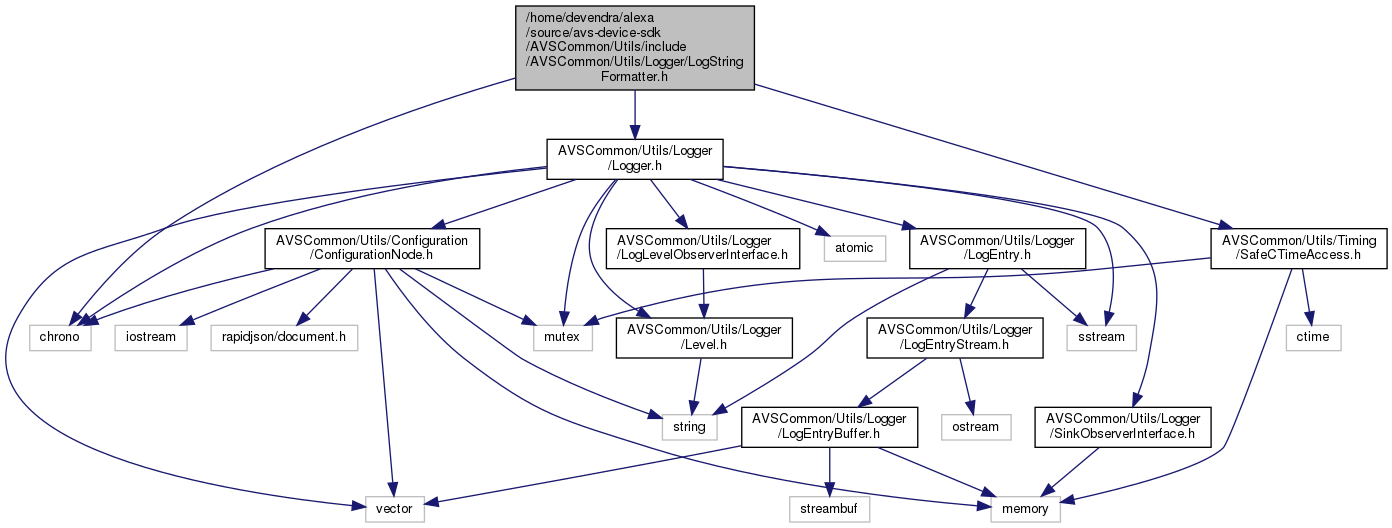 /home/devendra/alexa
/source/avs-device-sdk
/AVSCommon/Utils/include
/AVSCommon/Utils/Logger/LogString
Formatter.h
AVSCommon/Utils/Logger
/Logger.h
AVSCommon/Utils/Configuration
/ConfigurationNode.h
AVSCommon/Utils/Logger
/LogLevelObserverInterface.h
atomic
AVSCommon/Utils/Logger
/LogEntry.h
AVSCommon/Utils/Timing
/SafeCTimeAccess.h
chrono
iostream
rapidjson/document.h
mutex
AVSCommon/Utils/Logger
/Level.h
AVSCommon/Utils/Logger
/LogEntryStream.h
sstream
ctime
string
AVSCommon/Utils/Logger
/LogEntryBuffer.h
ostream
AVSCommon/Utils/Logger
/SinkObserverInterface.h
vector
streambuf
memory